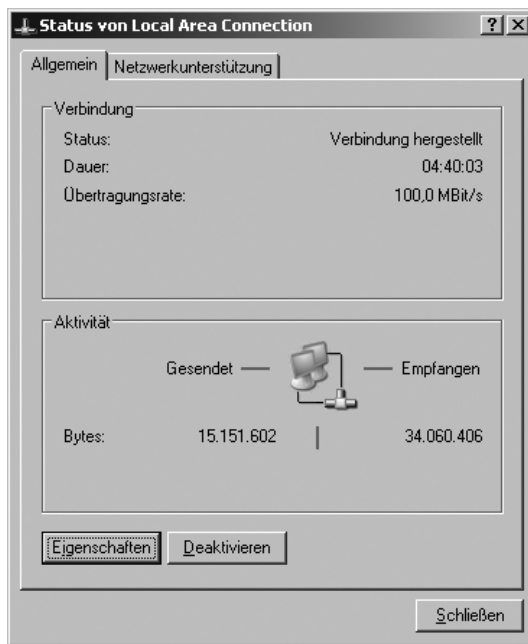 Status von Local Area Connection
Allgemein Netzwerkunterstützung
Verbindung
Status: Verbindung hergestellt
Dauer: 04:40:03
Übertragungsrate: 100,0 MBit/s
Aktivität
Gesendet Empfangen
Bytes: 15.151.602 34.060.406
Eigenschaften Deaktivieren
Schließen